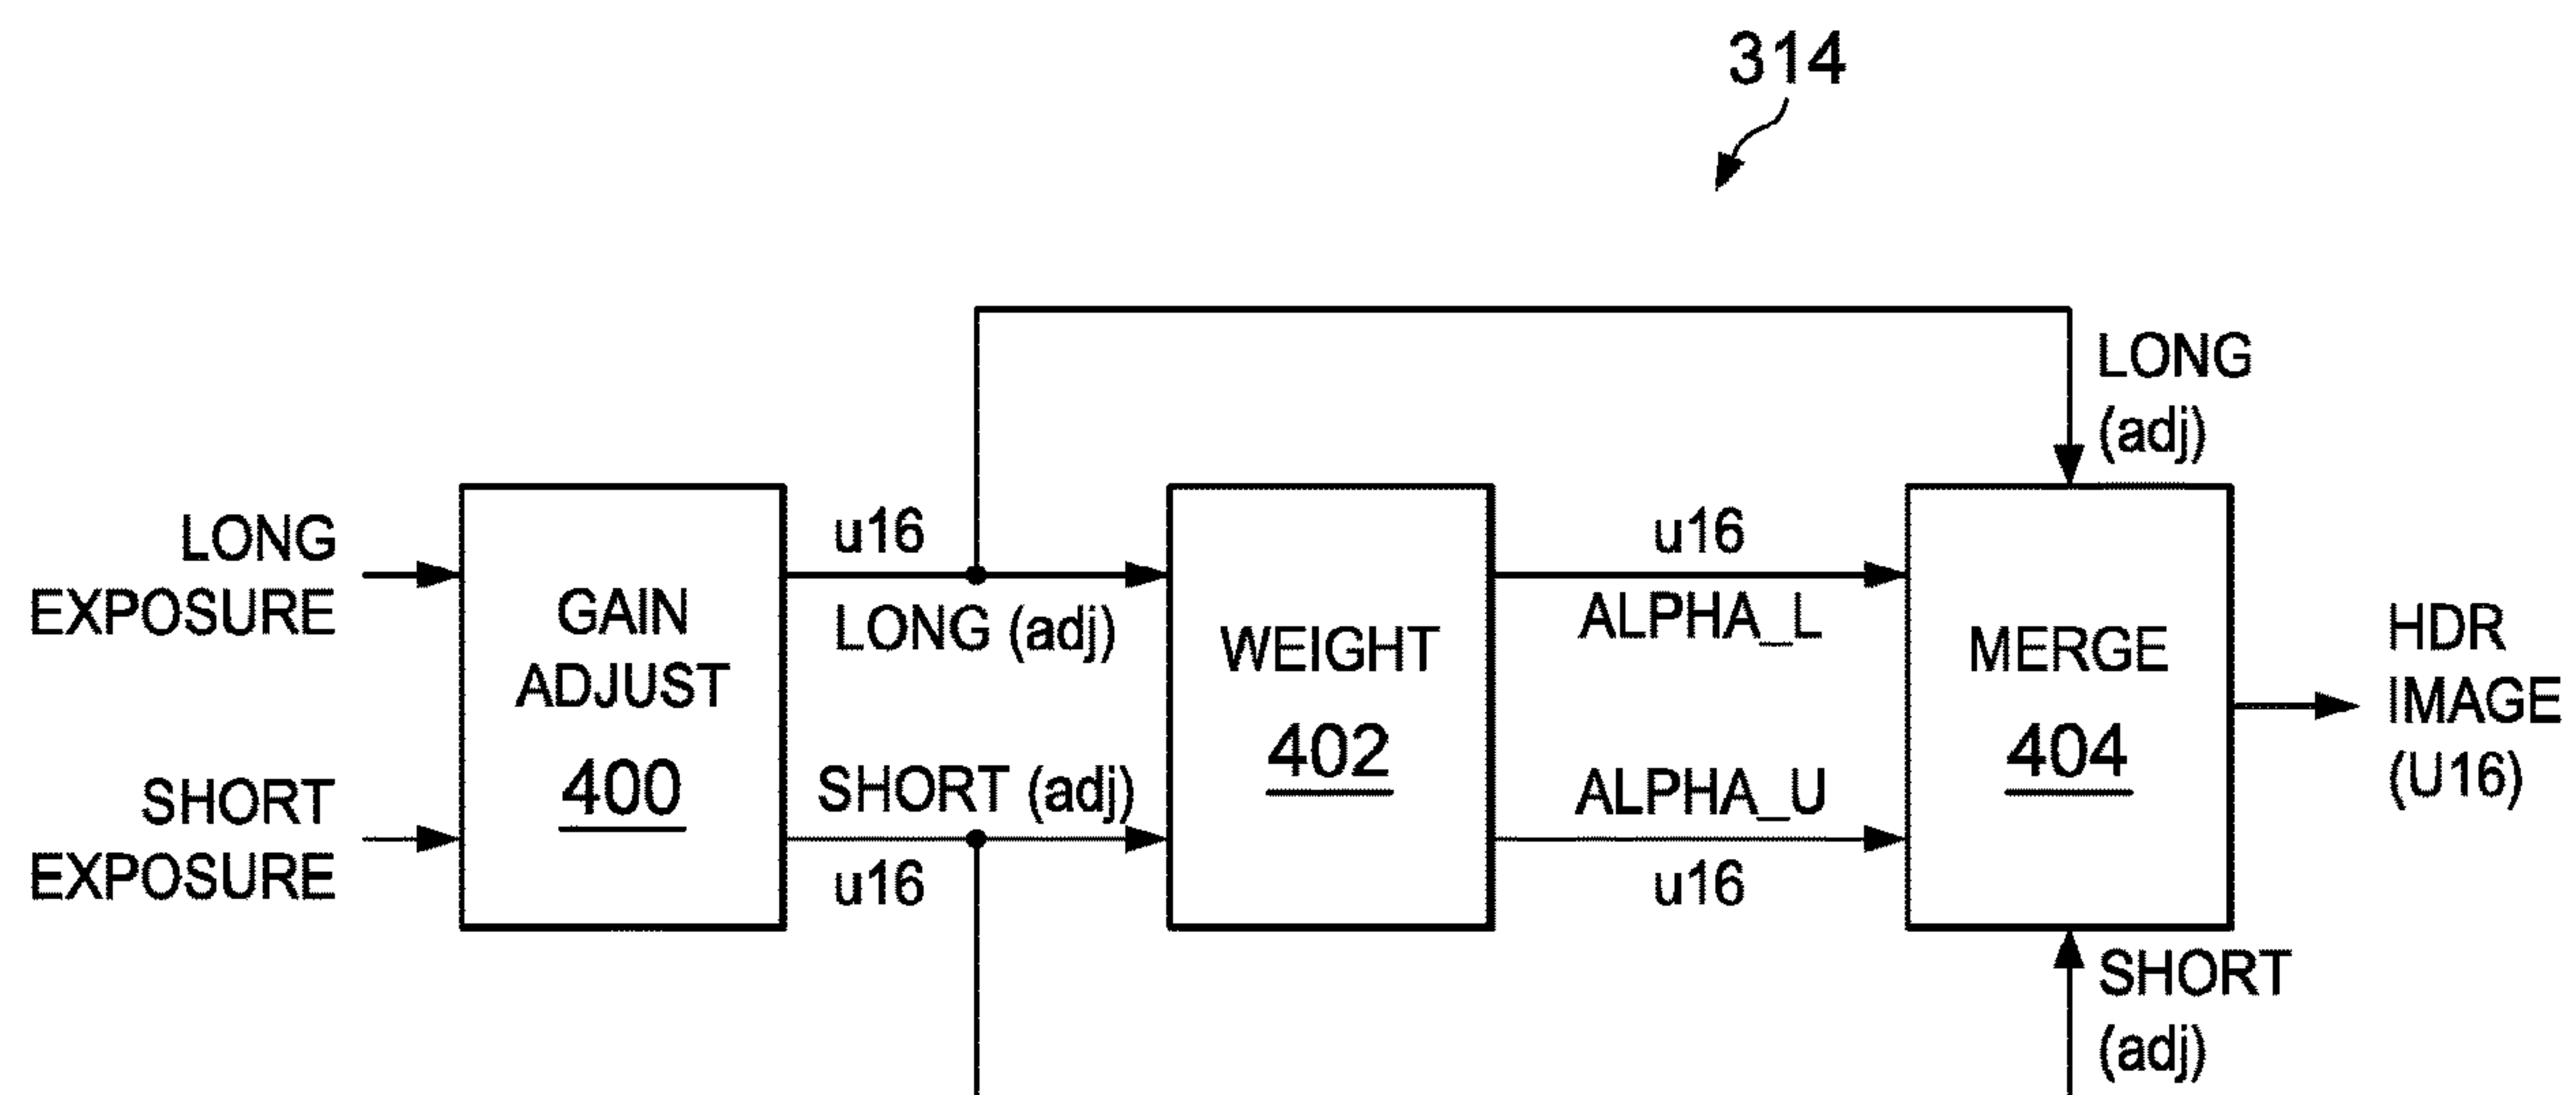 314
LONG
(adj)
LONG
EXPOSURE
SHORT
EXPOSURE
GAIN
ADJUST
400
u16
LONG (adj)
SHORT (adj)
u16
WEIGHT
402
u16
ALPHA_L
ALPHA_U
u16
MERGE
404
HDR
IMAGE
(U16)
SHORT
(adj)